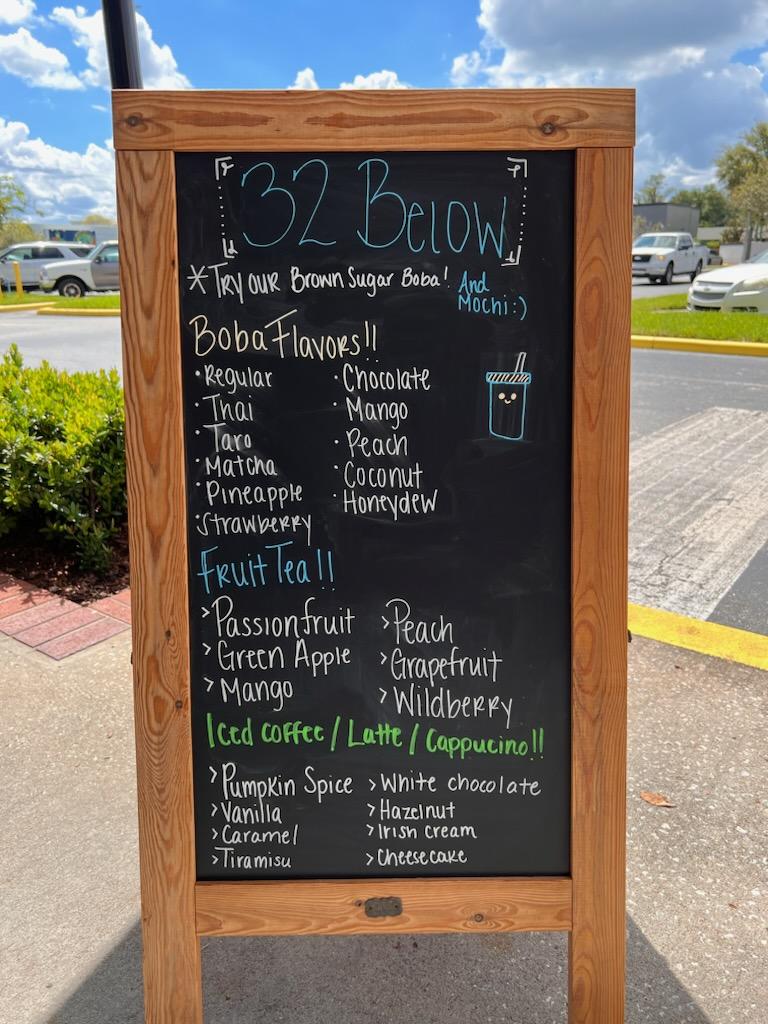 32 Below
*Try our Brown Sugar Boba! And
Mochi :)
Boba Flavors!!
· Regular
· Thai
· Taro
· Matcha
· Pineapple
· Strawberry
· Chocolate
· Mango
· Peach
· Coconut
· Honeydew
Fruit Tea!!
> Passionfruit
> Green Apple
> Mango
> Peach
> Grapefruit
> Wildberry
Iced coffee / Latte / Cappucino!!
> Pumpkin Spice
> Vanilla
> Caramel
> Tiramisu
> White chocolate
> Hazelnut
> Irish cream
> Cheesecake